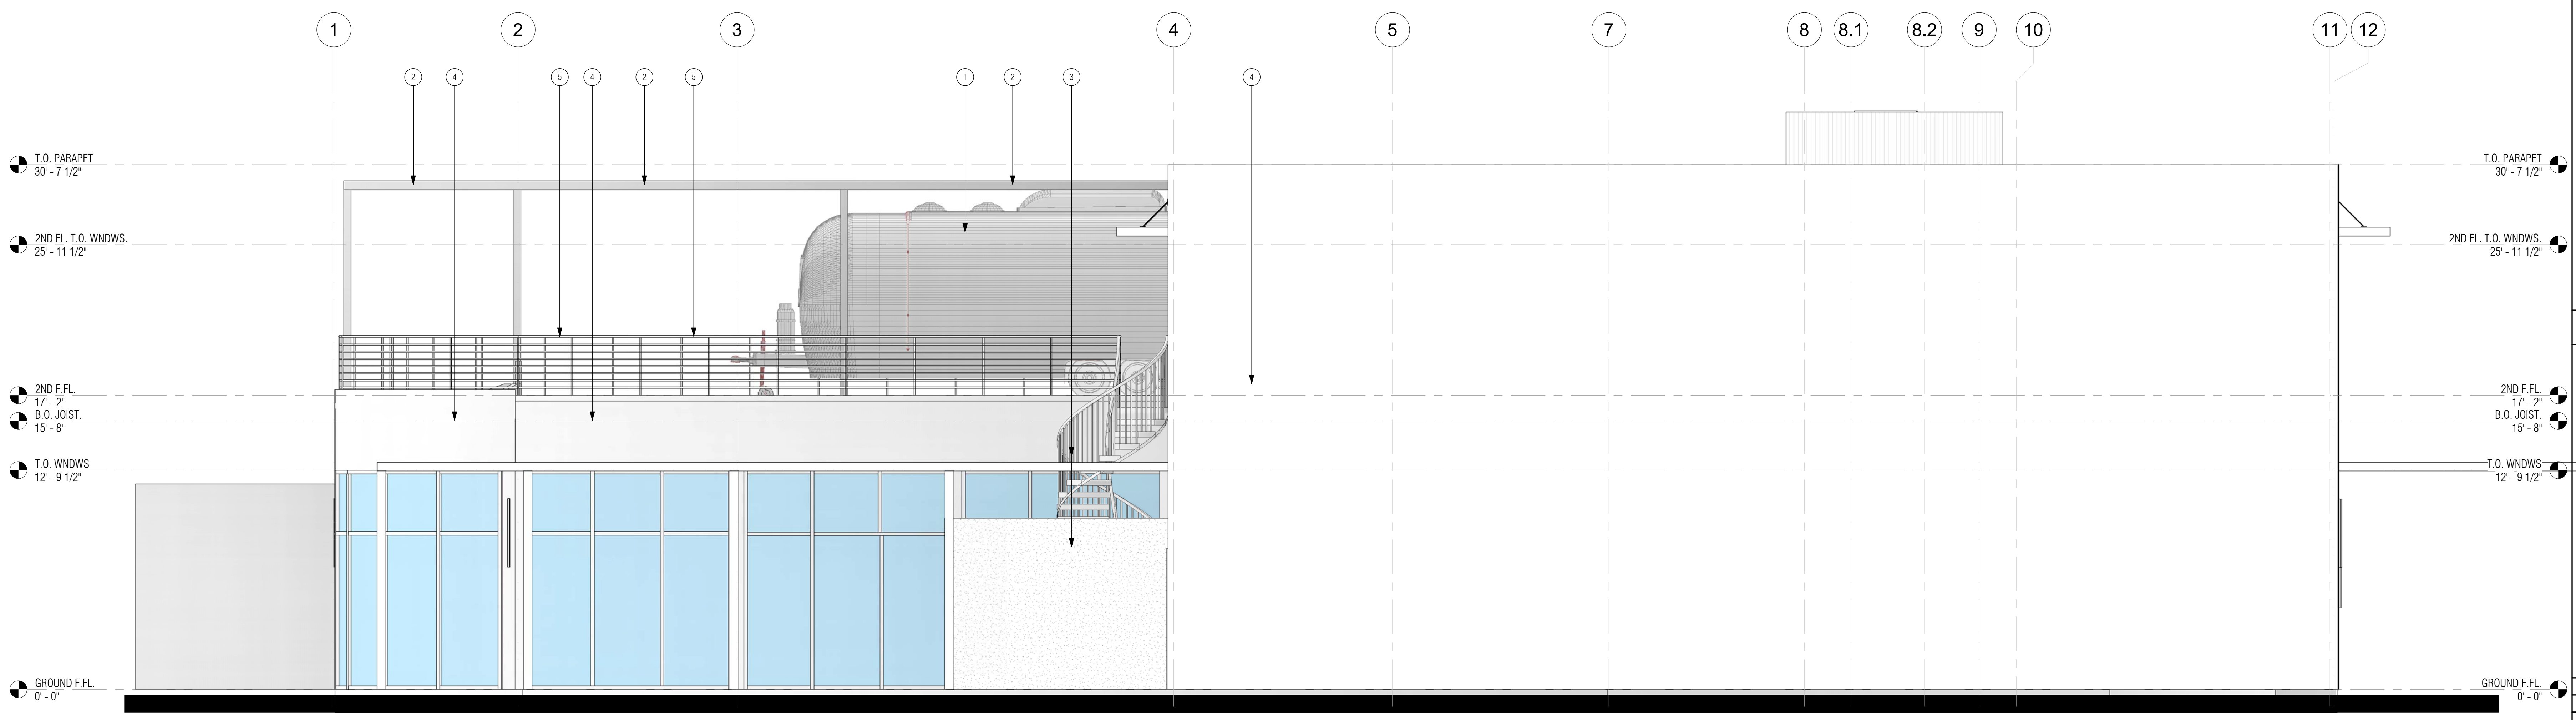 1
2
3
4
5
7
8
8.1
8.2
9
10
11
12
2
4
5
4
2
5
1
2
3
4
T.O. PARAPET
30' - 7 1/2"
T.O. PARAPET
30' - 7 1/2"
2ND FL. T.O. WNDWS.
25' - 11 1/2"
2ND FL. T.O. WNDWS.
25' - 11 1/2"
2ND F.FL.
17' - 2"
2ND F.FL.
17' - 2"
B.O. JOIST.
15' - 8"
B.O. JOIST.
15' - 8"
T.O. WNDWS
12' - 9 1/2"
T.O. WNDWS
12' - 9 1/2"
GROUND F.FL.
0' - 0"
GROUND F.FL.
0' - 0"